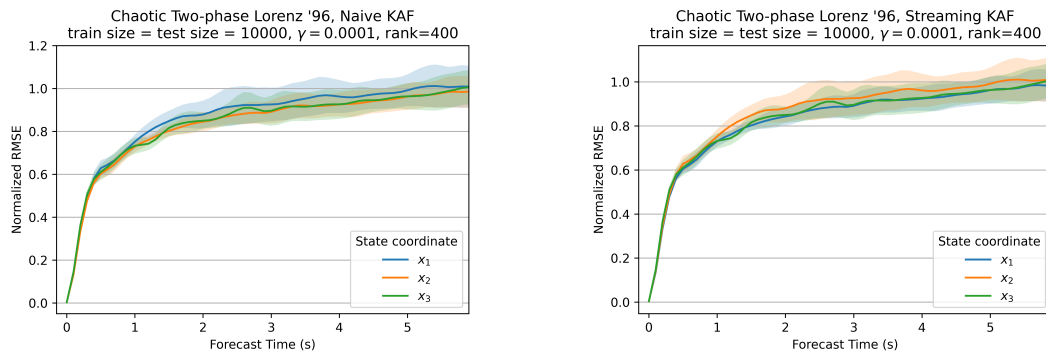 Chaotic Two-phase Lorenz '96, Naive KAF
train size = test size = 10000, γ = 0.0001, rank=400
Normalized RMSE
1.2
1.0
0.8
0.6
0.4
0.2
0.0
State coordinate
x₁
x₂
x₃
0 1 2 3 4 5
Forecast Time (s)
Chaotic Two-phase Lorenz '96, Streaming KAF
train size = test size = 10000, γ = 0.0001, rank=400
Normalized RMSE
1.0
0.8
0.6
0.4
0.2
0.0
State coordinate
x₁
x₂
x₃
0 1 2 3 4 5
Forecast Time (s)